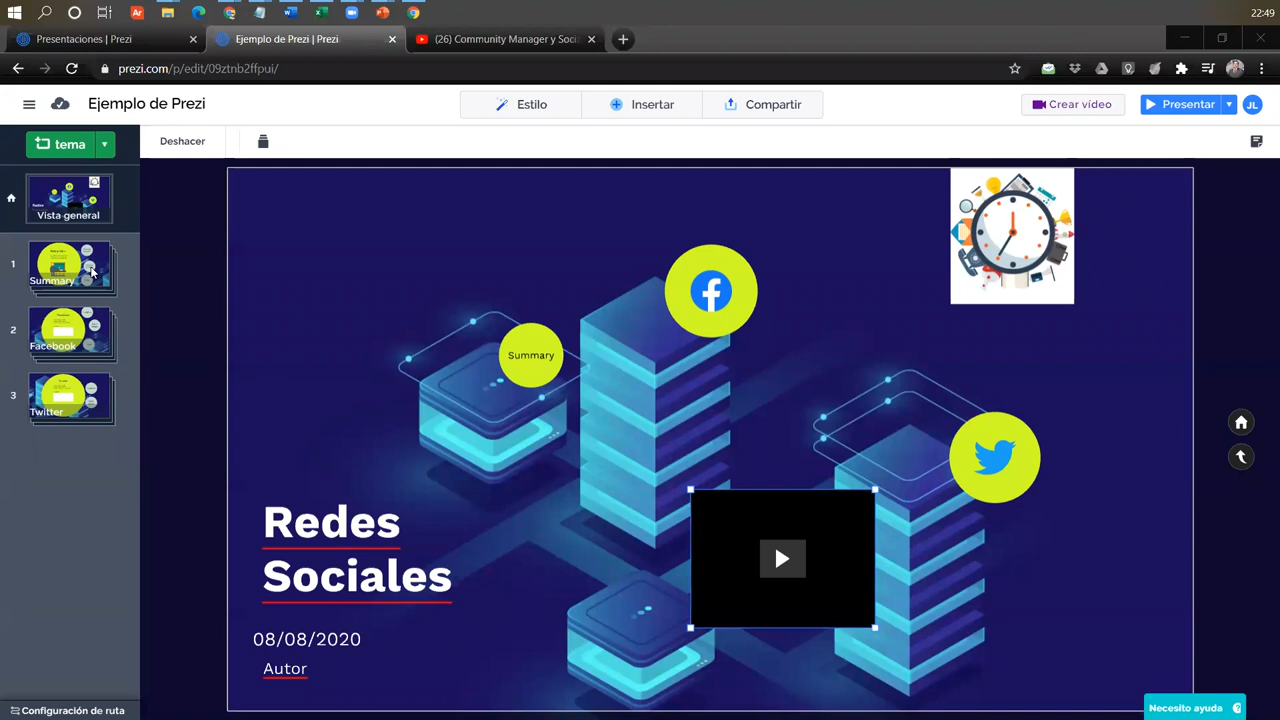 22:49
Presentaciones | Prezi
Ejemplo de Prezi | Prezi
(26) Community Manager y Soci
prezi.com/p/edit/09ztnb2ffpui/
Ejemplo de Prezi
Estilo
Insertar
Compartir
Crear vídeo
Presentar
JL
tema
Deshacer
Vista general
1
Summary
2
Facebook
3
Twitter
Summary
Redes
Sociales
08/08/2020
Autor
Configuración de ruta
Necesito ayuda